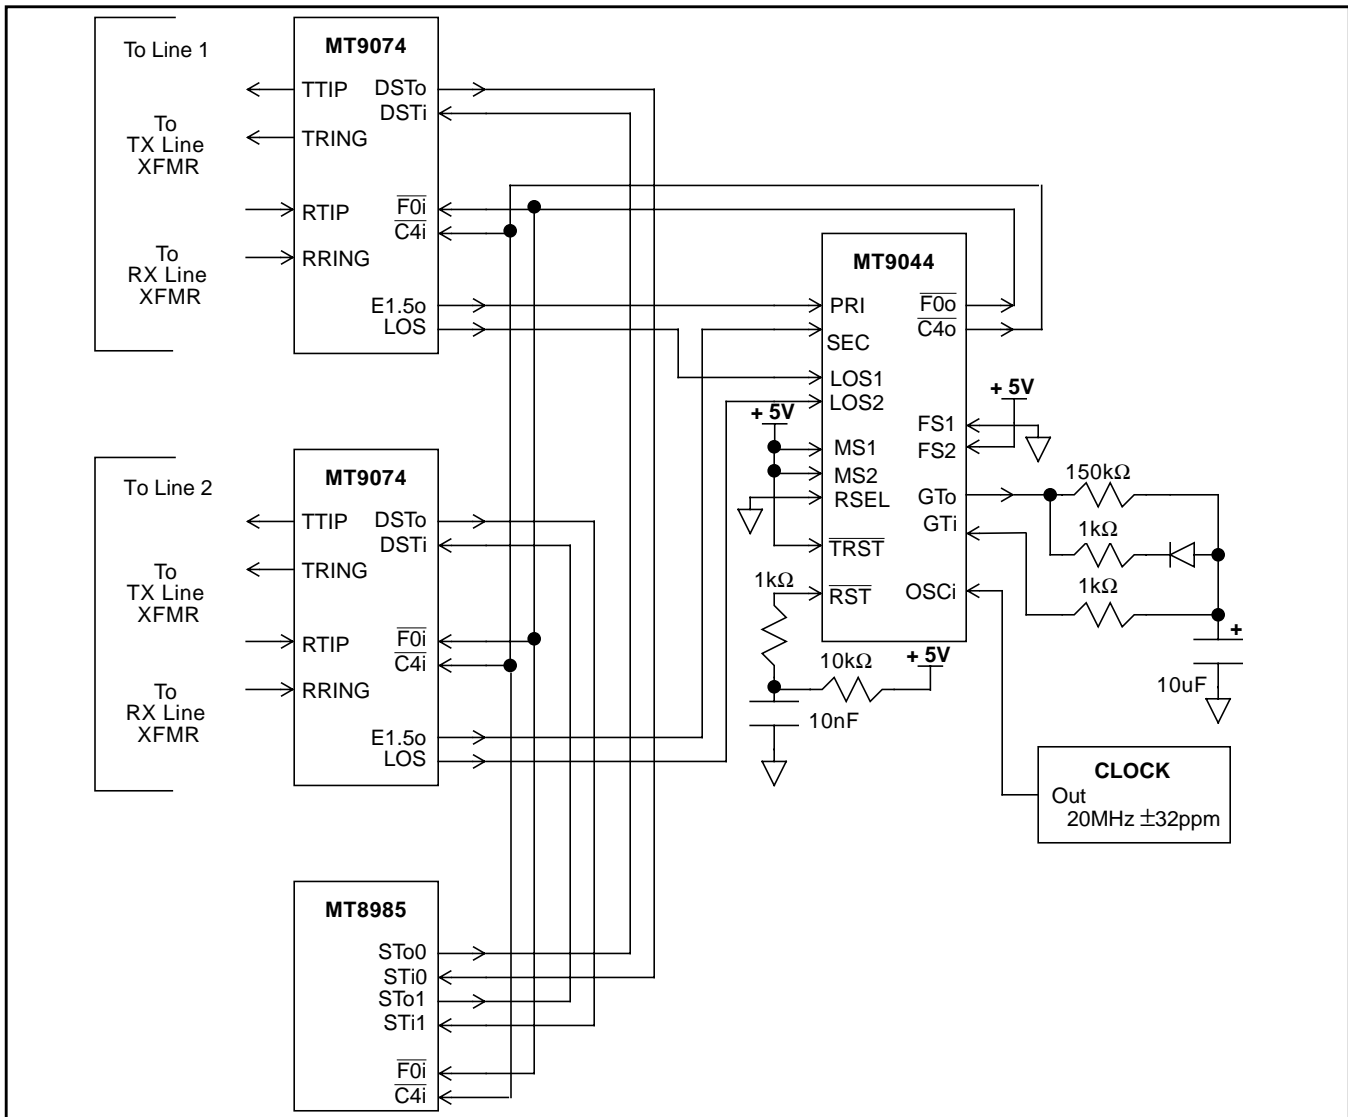 To Line 1
To
TX Line
XFMR
To
RX Line
XFMR
MT9074
TTIP
TRING
RTIP
RRING
DSTo
DSTi
F0i
C4i
E1.5o
LOS
To Line 2
To
TX Line
XFMR
To
RX Line
XFMR
MT9074
TTIP
TRING
RTIP
RRING
DSTo
DSTi
F0i
C4i
E1.5o
LOS
MT8985
STo0
STi0
STo1
STi1
F0i
C4i
MT9044
PRI
SEC
LOS1
LOS2
MS1
MS2
RSEL
TRST
RST
F0o
C4o
FS1
FS2
GTo
GTi
OSCi
+ 5V
+ 5V
150kΩ
1kΩ
1kΩ
+
10uF
1kΩ
10kΩ
+ 5V
10nF
CLOCK
Out
20MHz ±32ppm